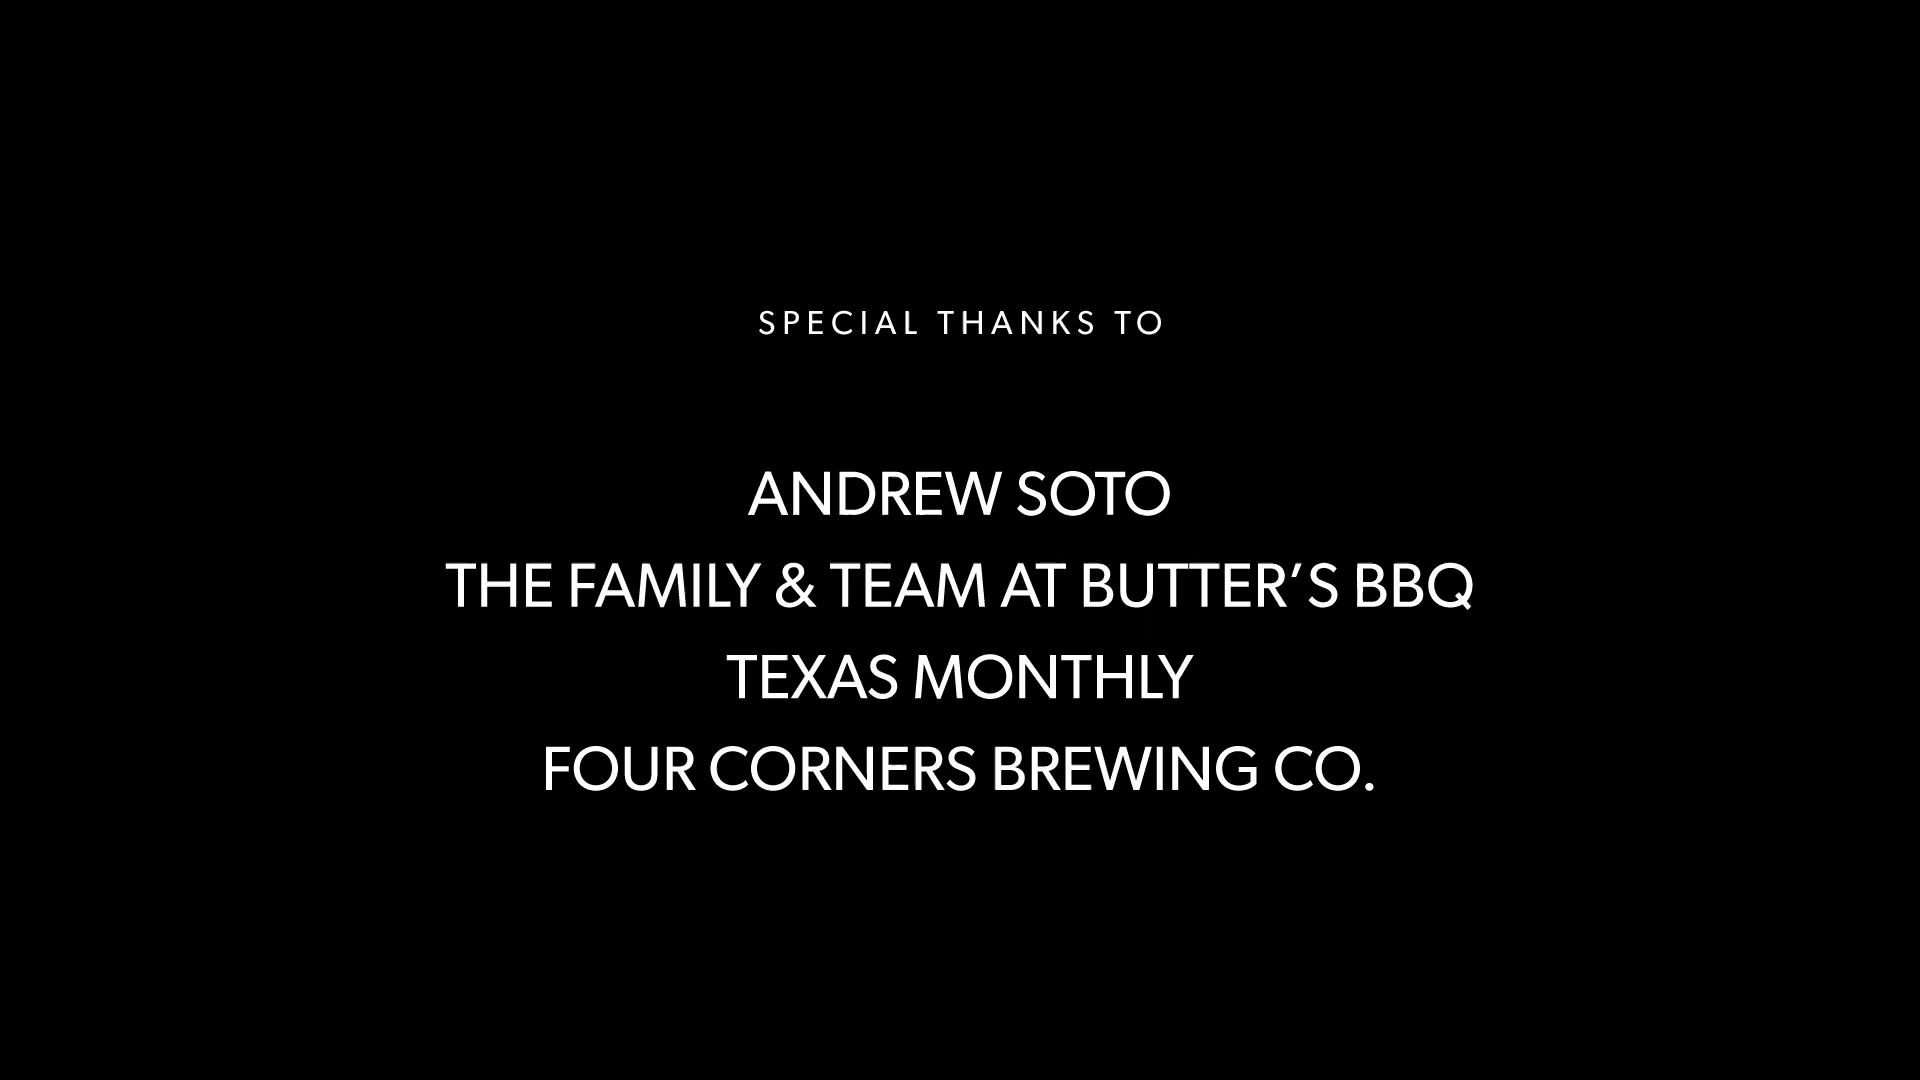 SPECIAL THANKS TO
ANDREW SOTO
THE FAMILY & TEAM AT BUTTER’S BBQ
TEXAS MONTHLY
FOUR CORNERS BREWING CO.